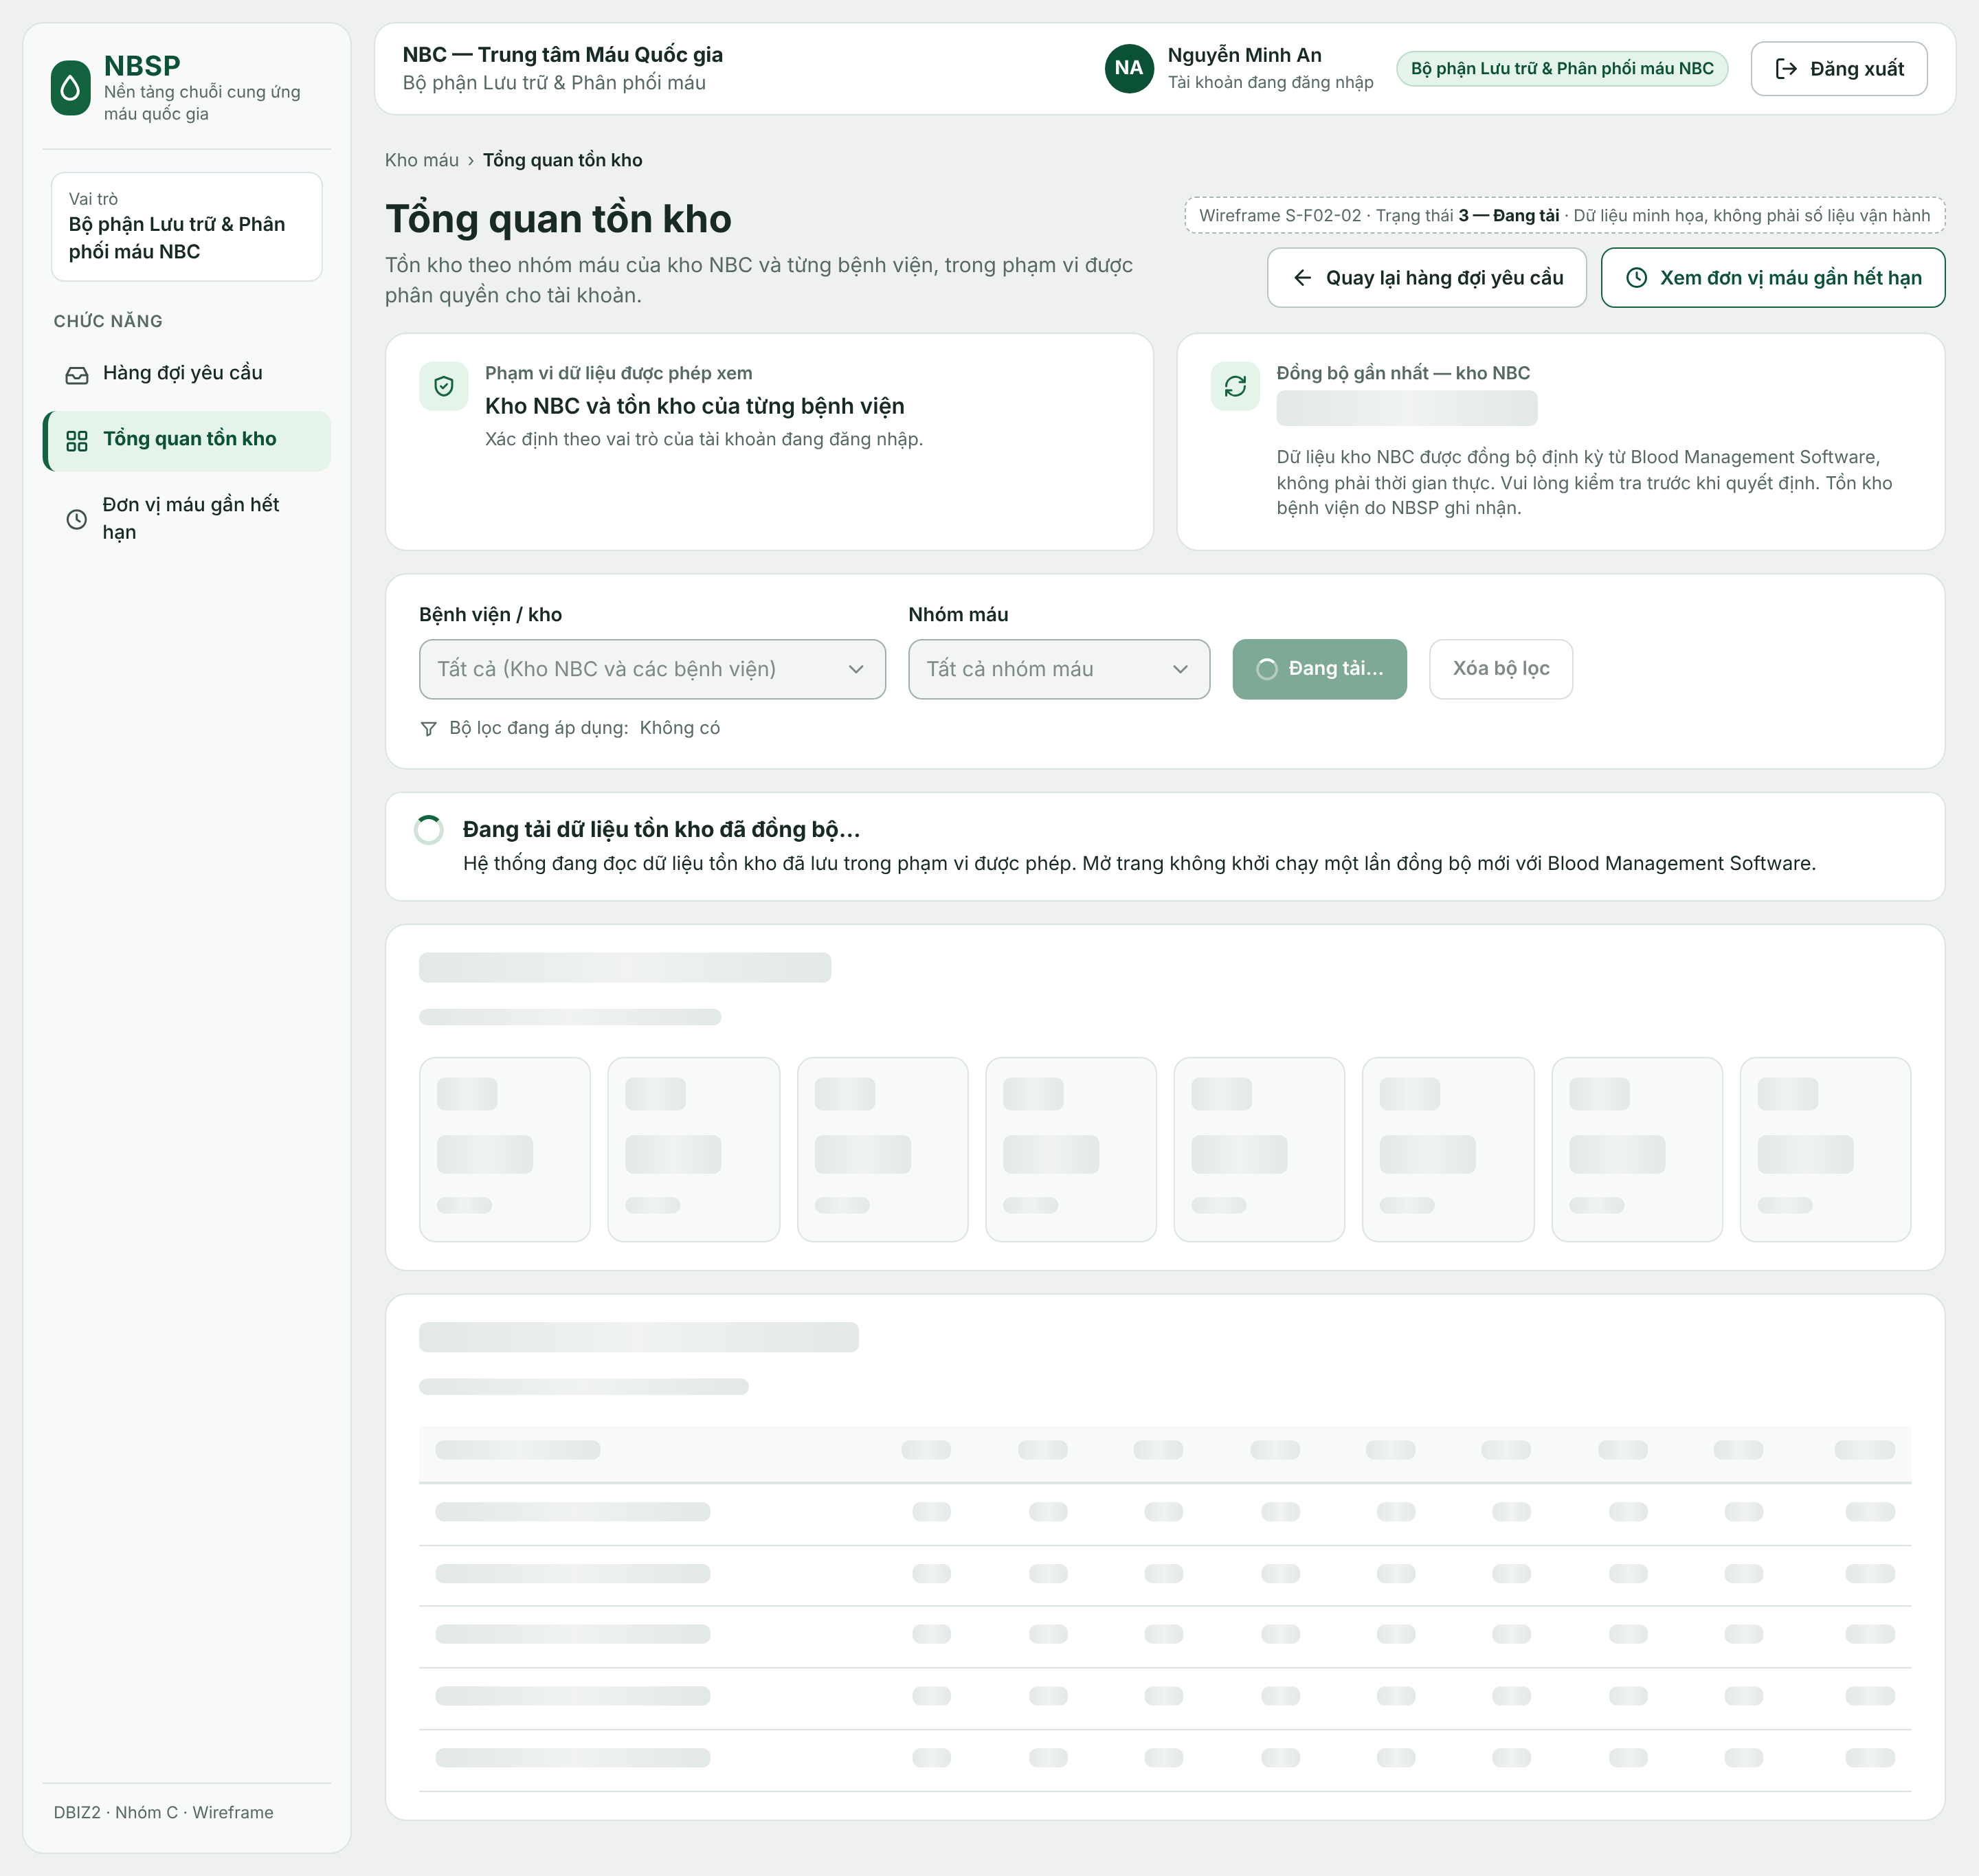 NBSP
Nền tảng chuỗi cung ứng
máu quốc gia
Vai trò
Bộ phận Lưu trữ & Phân
phối máu NBC
CHỨC NĂNG
Hàng đợi yêu cầu
Tổng quan tồn kho
Đơn vị máu gần hết
hạn
DBIZ2 · Nhóm C · Wireframe
NBC — Trung tâm Máu Quốc gia
Bộ phận Lưu trữ & Phân phối máu
NA
Nguyễn Minh An
Tài khoản đang đăng nhập
Bộ phận Lưu trữ & Phân phối máu NBC
Đăng xuất
Kho máu › Tổng quan tồn kho
Tổng quan tồn kho
Tồn kho theo nhóm máu của kho NBC và từng bệnh viện, trong phạm vi được
phân quyền cho tài khoản.
Wireframe S-F02-02 · Trạng thái 3 — Đang tải · Dữ liệu minh họa, không phải số liệu vận hành
Quay lại hàng đợi yêu cầu
Xem đơn vị máu gần hết hạn
Phạm vi dữ liệu được phép xem
Kho NBC và tồn kho của từng bệnh viện
Xác định theo vai trò của tài khoản đang đăng nhập.
Đồng bộ gần nhất — kho NBC
Dữ liệu kho NBC được đồng bộ định kỳ từ Blood Management Software,
không phải thời gian thực. Vui lòng kiểm tra trước khi quyết định. Tồn kho
bệnh viện do NBSP ghi nhận.
Bệnh viện / kho
Tất cả (Kho NBC và các bệnh viện)
Nhóm máu
Tất cả nhóm máu
Đang tải...
Xóa bộ lọc
Bộ lọc đang áp dụng: Không có
Đang tải dữ liệu tồn kho đã đồng bộ...
Hệ thống đang đọc dữ liệu tồn kho đã lưu trong phạm vi được phép. Mở trang không khởi chạy một lần đồng bộ mới với Blood Management Software.